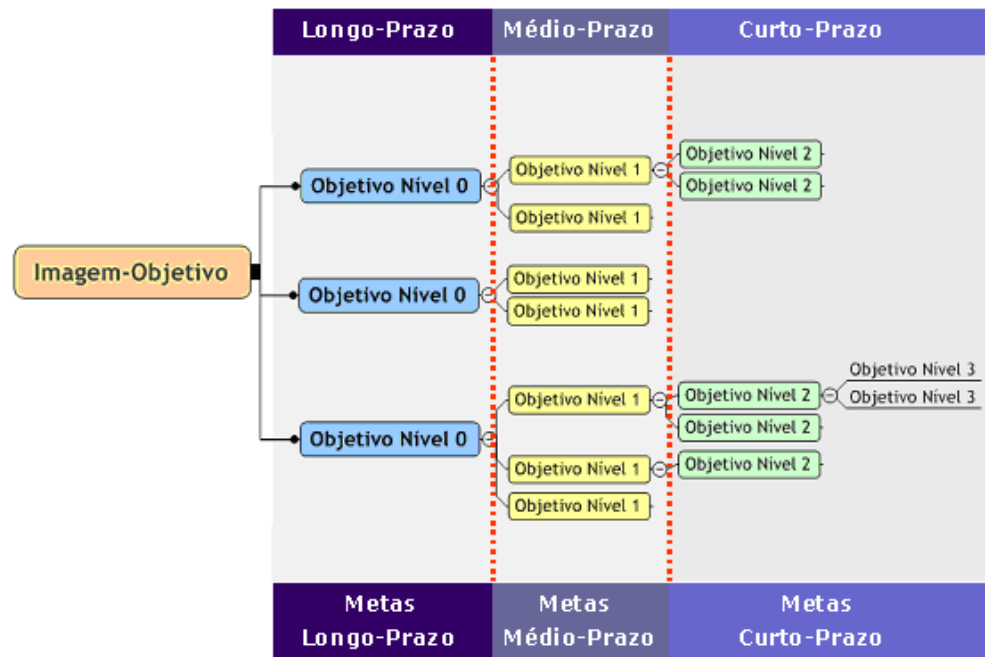 Longo-Prazo Médio-Prazo Curto-Prazo
Objetivo Nível 2
Objetivo Nível 1
Objetivo Nível 0
Objetivo Nível 2
Objetivo Nível 1
Imagem-Objetivo
Objetivo Nível 1
Objetivo Nível 0
Objetivo Nível 1
Objetivo Nível 3
Objetivo Nível 2
Objetivo Nível 3
Objetivo Nível 1
Objetivo Nível 2
Objetivo Nível 0
Objetivo Nível 2
Objetivo Nível 1
Objetivo Nível 1
Metas Metas Metas
Longo-Prazo Médio-Prazo Curto-Prazo